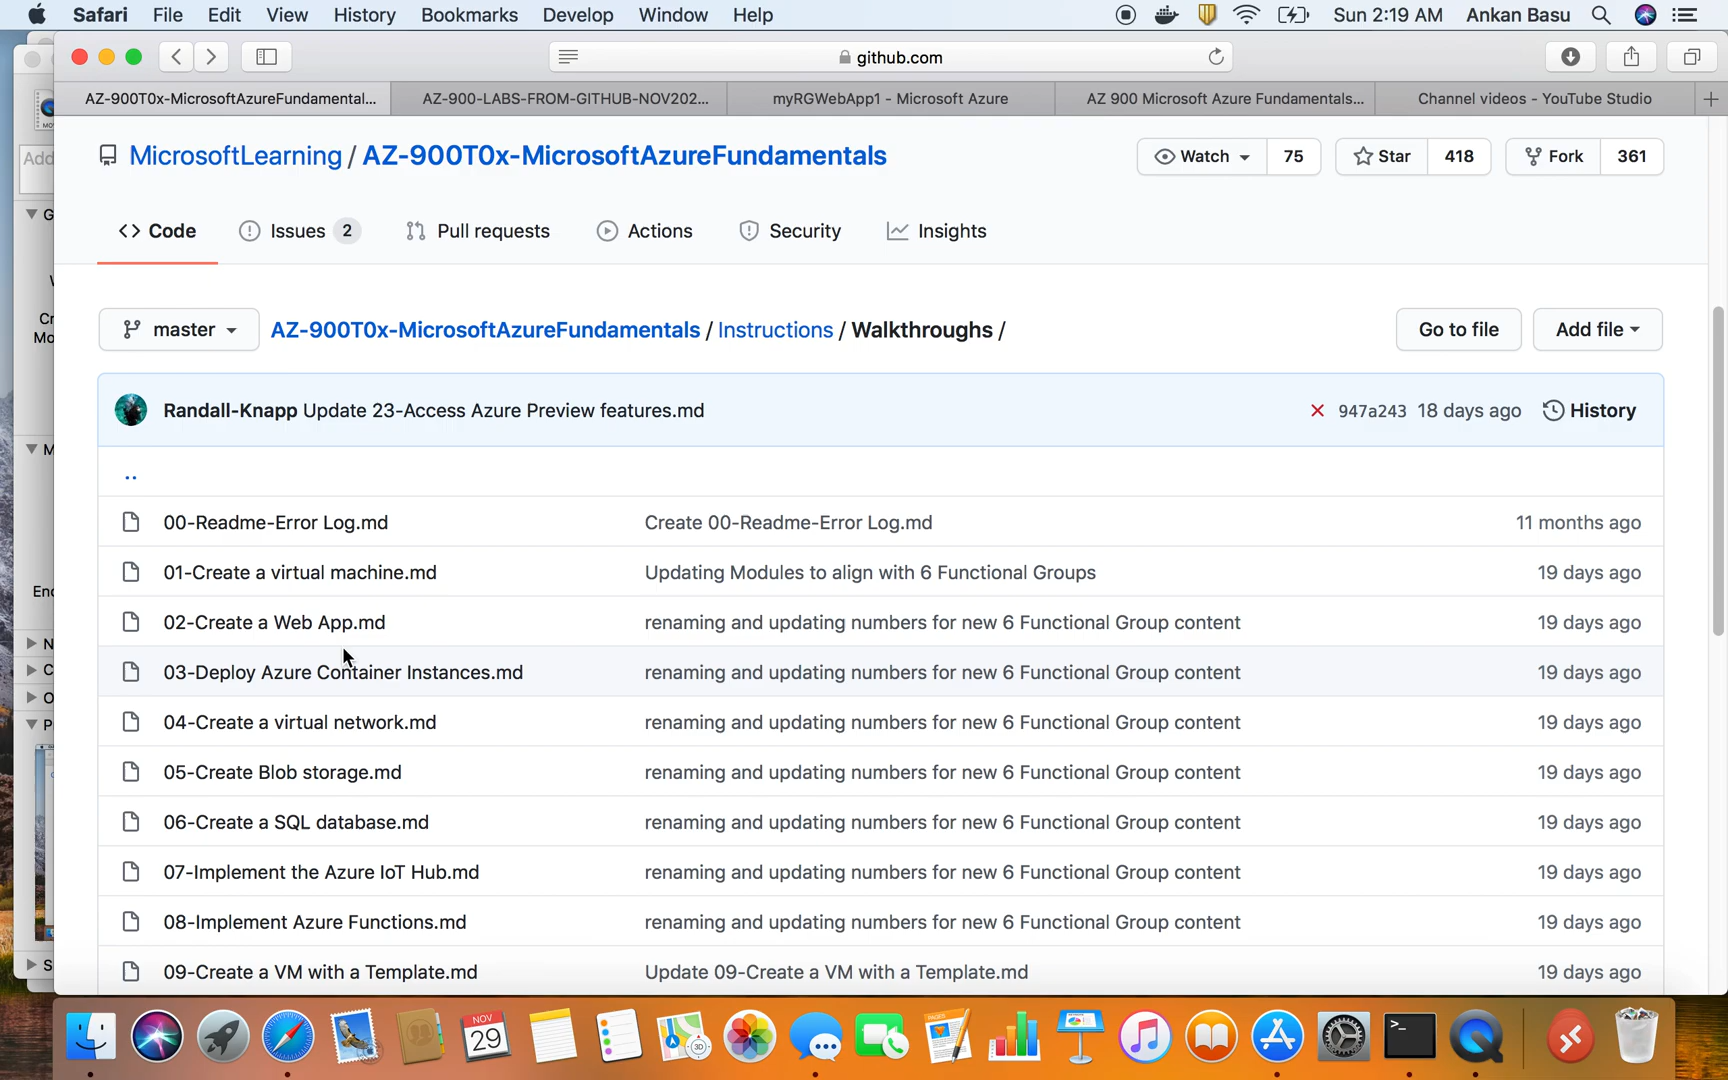 Safari File Edit View History Bookmarks Develop Window Help Sun 2:19 AM Ankan Basu
github.com
AZ-900T0x-MicrosoftAzureFundamental... AZ-900-LABS-FROM-GITHUB-NOV202... myRGWebApp1 - Microsoft Azure AZ 900 Microsoft Azure Fundamentals... Channel videos - YouTube Studio
Add
MicrosoftLearning / AZ-900T0x-MicrosoftAzureFundamentals Watch 75 Star 418 Fork 361
Code Issues 2 Pull requests Actions Security Insights
master AZ-900T0x-MicrosoftAzureFundamentals / Instructions / Walkthroughs / Go to file Add file
Randall-Knapp Update 23-Access Azure Preview features.md 947a243 18 days ago History
..
00-Readme-Error Log.md Create 00-Readme-Error Log.md 11 months ago
01-Create a virtual machine.md Updating Modules to align with 6 Functional Groups 19 days ago
02-Create a Web App.md renaming and updating numbers for new 6 Functional Group content 19 days ago
03-Deploy Azure Container Instances.md renaming and updating numbers for new 6 Functional Group content 19 days ago
04-Create a virtual network.md renaming and updating numbers for new 6 Functional Group content 19 days ago
05-Create Blob storage.md renaming and updating numbers for new 6 Functional Group content 19 days ago
06-Create a SQL database.md renaming and updating numbers for new 6 Functional Group content 19 days ago
07-Implement the Azure IoT Hub.md renaming and updating numbers for new 6 Functional Group content 19 days ago
08-Implement Azure Functions.md renaming and updating numbers for new 6 Functional Group content 19 days ago
09-Create a VM with a Template.md Update 09-Create a VM with a Template.md 19 days ago
NOV
29
PAGES
3D
>_